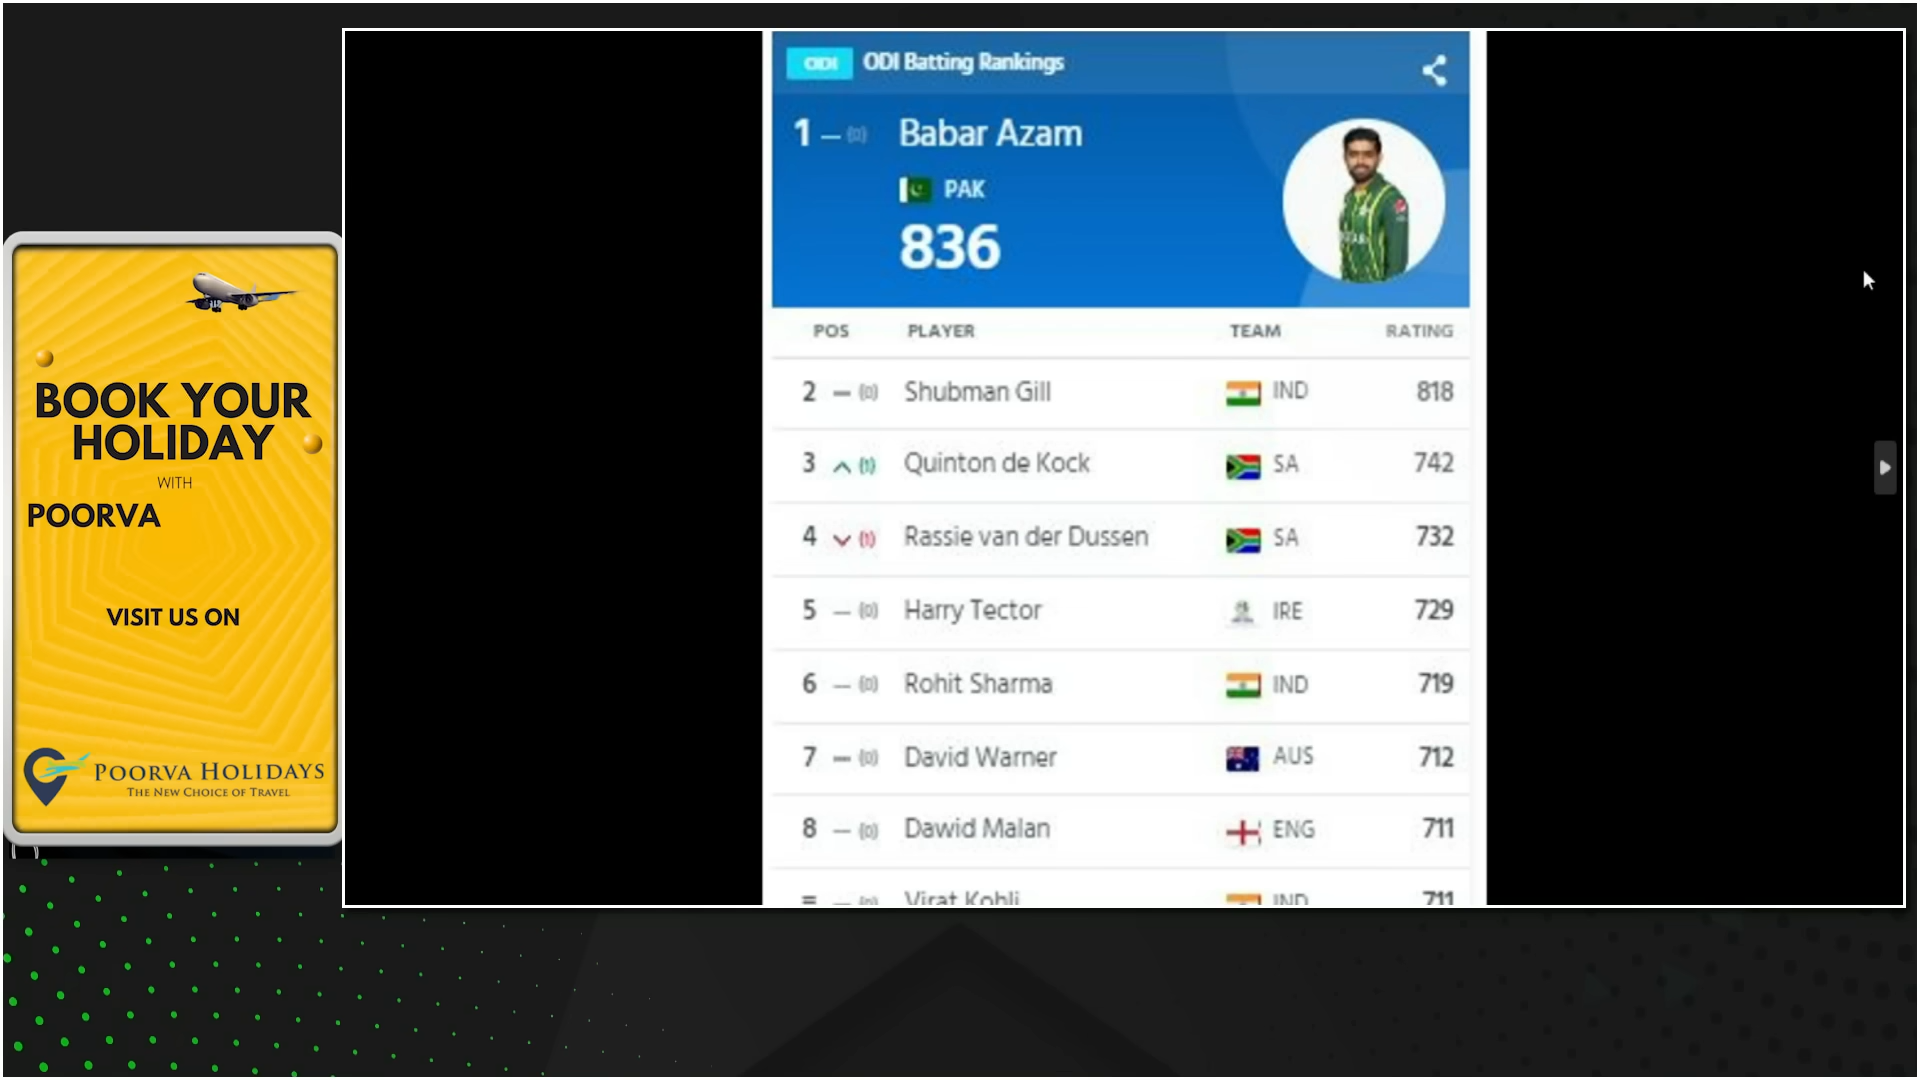 BOOK YOUR
HOLIDAY
WITH
POORVA
VISIT US ON
POORVA HOLIDAYS
THE NEW CHOICE OF TRAVEL
ODI ODI Batting Rankings
1 — (0) Babar Azam
PAK
836
POS PLAYER TEAM RATING
2 — (0) Shubman Gill IND 818
3 (1) Quinton de Kock SA 742
4 (1) Rassie van der Dussen SA 732
5 — (0) Harry Tector IRE 729
6 — (0) Rohit Sharma IND 719
7 — (0) David Warner AUS 712
8 — (0) Dawid Malan ENG 711
= — (0) Virat Kohli IND 711